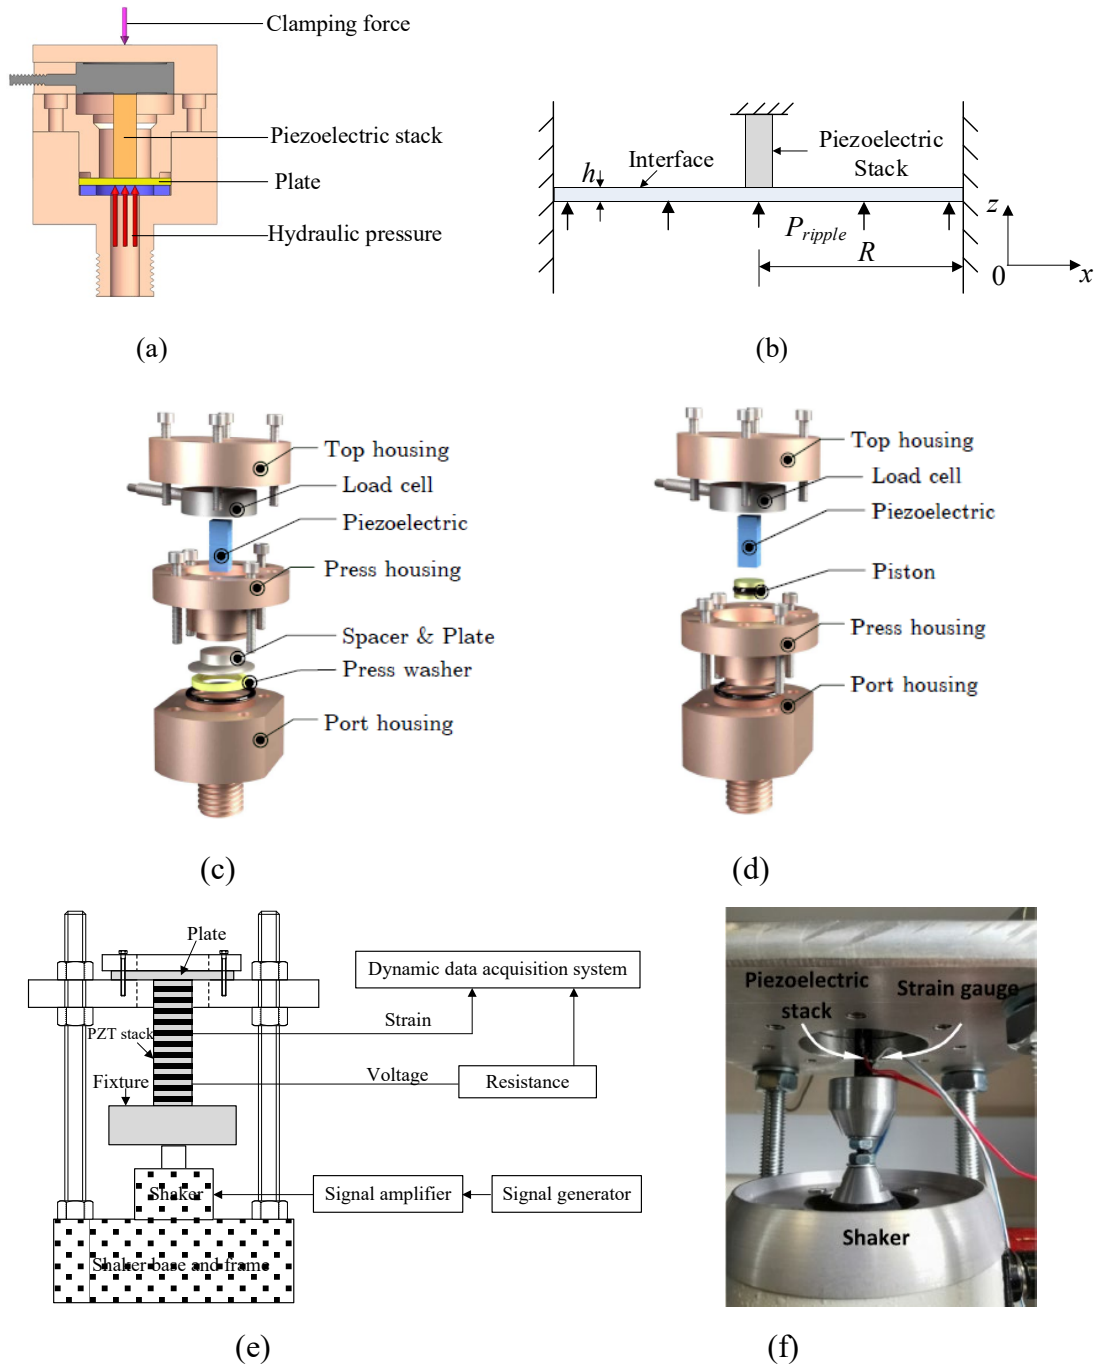 Clamping force
Piezoelectric stack
Plate
Hydraulic pressure
(a)
Interface
Piezoelectric
Stack
h
P_ripple
R
z
0
x
(b)
Top housing
Load cell
Piezoelectric
Press housing
Spacer & Plate
Press washer
Port housing
(c)
Top housing
Load cell
Piezoelectric
Piston
Press housing
Port housing
(d)
Plate
Dynamic data acquisition system
Strain
PZT stack
Voltage
Resistance
Fixture
Shaker
Signal amplifier
Signal generator
Shaker base and frame
(e)
Piezoelectric
stack
Strain gauge
Shaker
(f)